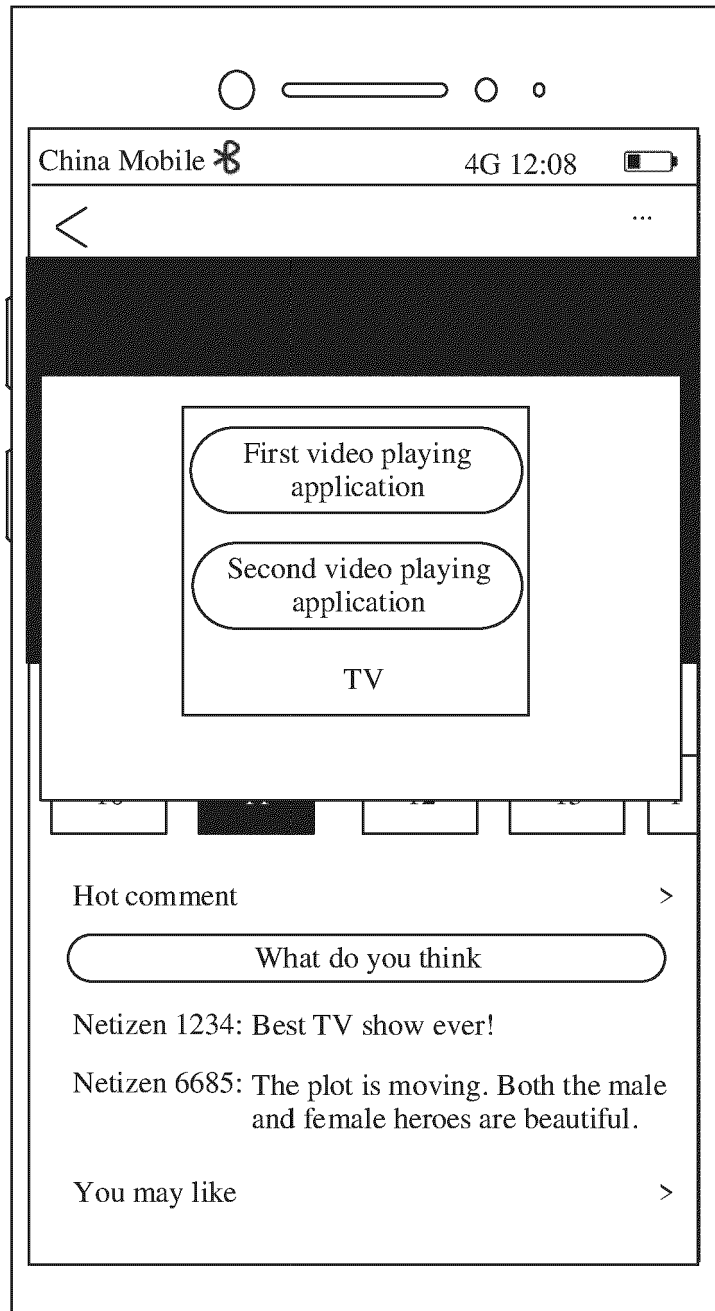 China Mobile 4G 12:08
<
...
First video playing
application
Second video playing
application
TV
Hot comment >
What do you think
Netizen 1234: Best TV show ever!
Netizen 6685: The plot is moving. Both the male
and female heroes are beautiful.
You may like >